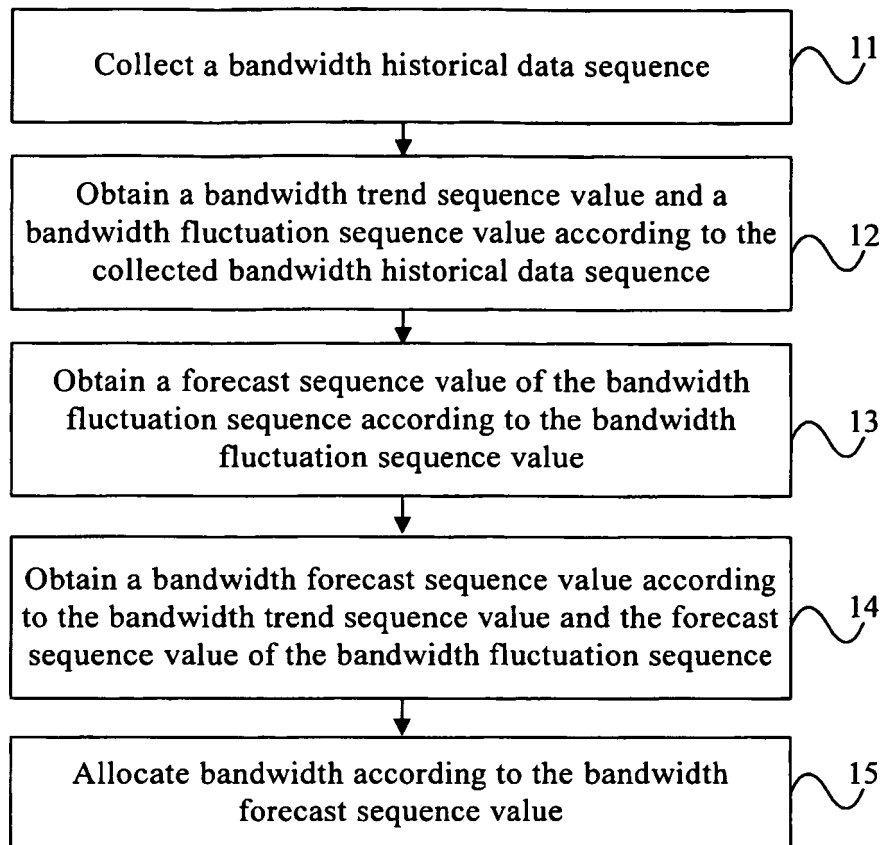 Collect a bandwidth historical data sequence
11
Obtain a bandwidth trend sequence value and a
bandwidth fluctuation sequence value according to the
collected bandwidth historical data sequence
12
Obtain a forecast sequence value of the bandwidth
fluctuation sequence according to the bandwidth
fluctuation sequence value
13
Obtain a bandwidth forecast sequence value according
to the bandwidth trend sequence value and the forecast
sequence value of the bandwidth fluctuation sequence
14
Allocate bandwidth according to the bandwidth
forecast sequence value
15